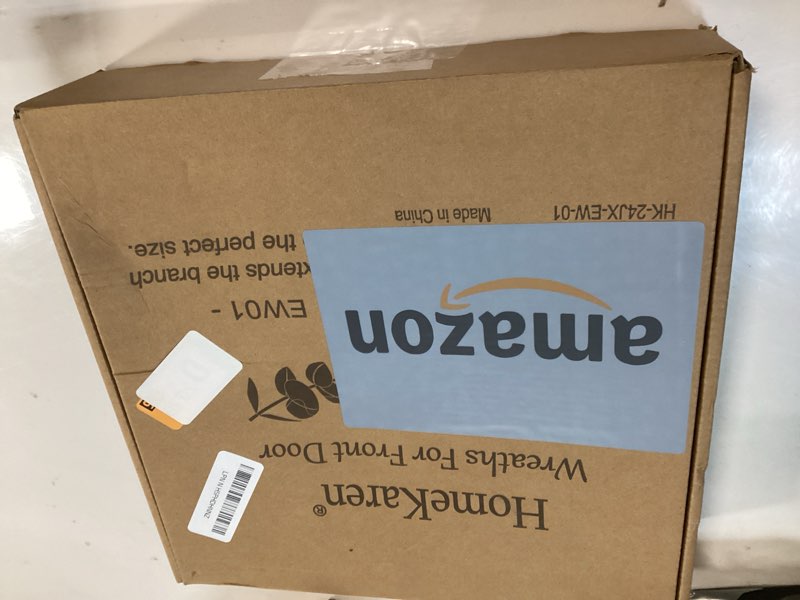 HomeKaren®
Wreaths For Front Door
amazon
EW01 -
xtends the branch
the perfect size.
HK-24JX-EW-01
Made in China